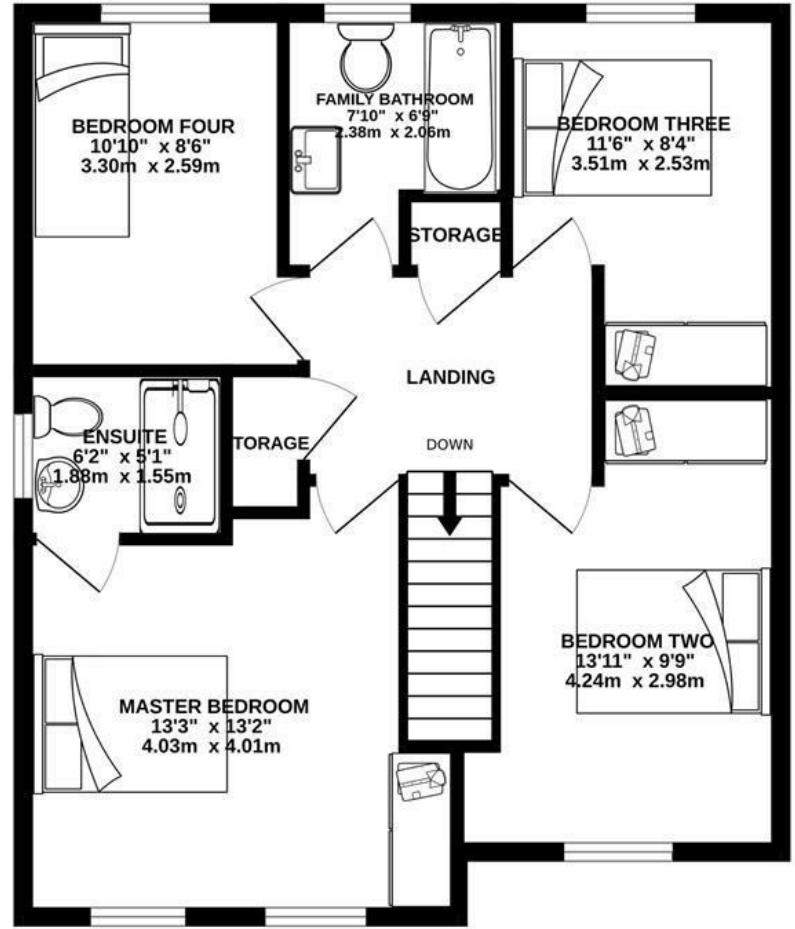 BEDROOM FOUR
10'10" x 8'6"
3.30m x 2.59m
FAMILY BATHROOM
7'10" x 6'9"
2.38m x 2.06m
BEDROOM THREE
11'6" x 8'4"
3.51m x 2.53m
STORAGE
LANDING
DOWN
ENSUITE
6'2" x 5'1"
1.88m x 1.55m
TORAGE
MASTER BEDROOM
13'3" x 13'2"
4.03m x 4.01m
BEDROOM TWO
13'11" x 9'9"
4.24m x 2.98m